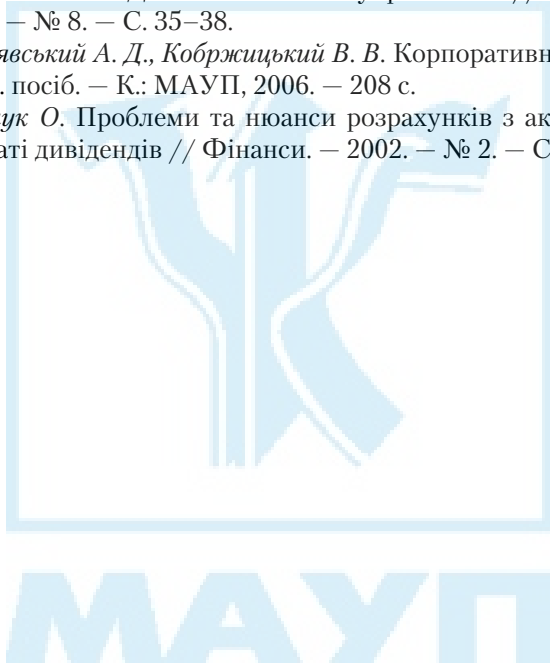 — № 8. — С. 35–38.
явський А. Д., Кобржицький В. В. Корпоративн
. посіб. — К.: МАУП, 2006. — 208 с.
ук О. Проблеми та нюанси розрахунків з ак
аті дивідендів // Фінанси. — 2002. — № 2. — С
МАУП